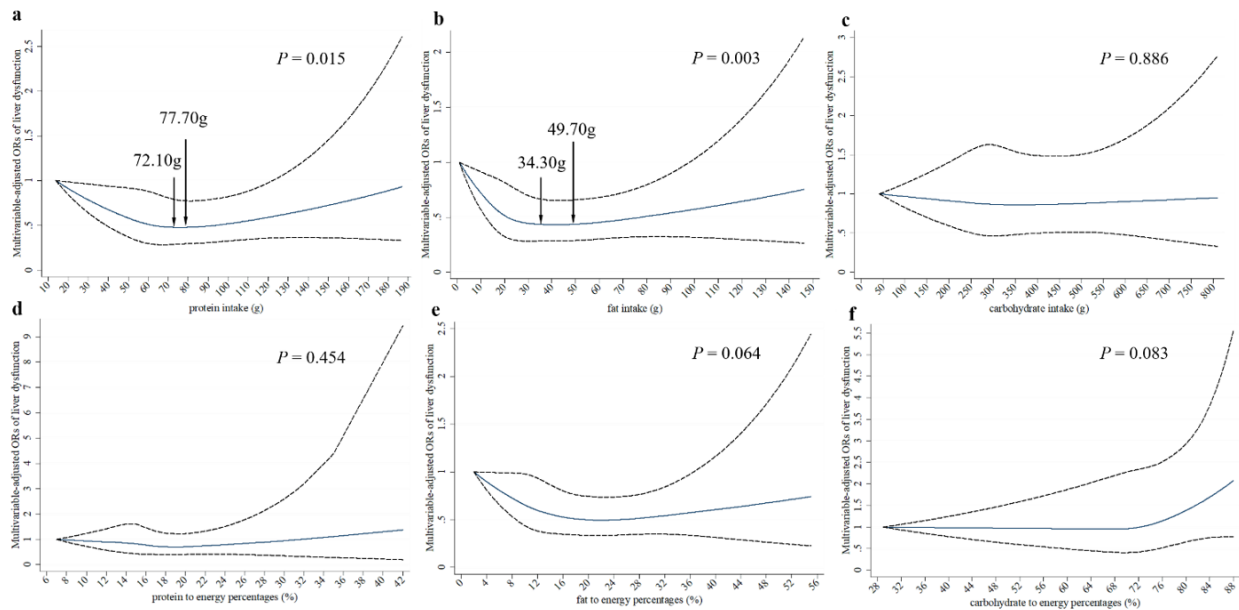 a
Multivariable-adjusted ORs of liver dysfunction
0 .5 1 1.5 2 2.5
P = 0.015
77.70g
72.10g
10 20 30 40 50 60 70 80 90 100 110 120 130 140 150 160 170 180 190
protein intake (g)
b
Multivariable-adjusted ORs of liver dysfunction
0 .5 1 1.5 2
P = 0.003
49.70g
34.30g
0 10 20 30 40 50 60 70 80 90 100 110 120 130 140 150
fat intake (g)
c
Multivariable-adjusted ORs of liver dysfunction
0 .5 1 1.5 2 2.5 3
P = 0.886
0 50 100 150 200 250 300 350 400 450 500 550 600 650 700 750 800
carbohydrate intake (g)
d
Multivariable-adjusted ORs of liver dysfunction
0 1 2 3 4 5 6 7 8 9
P = 0.454
6 8 10 12 14 16 18 20 22 24 26 28 30 32 34 36 38 40 42
protein to energy percentages (%)
e
Multivariable-adjusted ORs of liver dysfunction
0 .5 1 1.5 2 2.5
P = 0.064
0 4 8 12 16 20 24 28 32 36 40 44 48 52 56
fat to energy percentages (%)
f
Multivariable-adjusted ORs of liver dysfunction
0 .5 1 1.5 2 2.5 3 3.5 4 4.5 5 5.5
P = 0.083
28 32 36 40 44 48 52 56 60 64 68 72 76 80 84 88
carbohydrate to energy percentages (%)